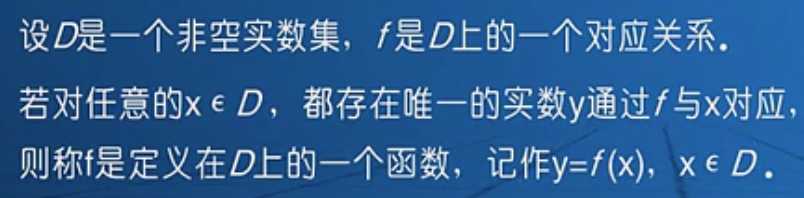 设D是一个非空实数集，f是D上的一个对应关系.
若对任意的x∈D，都存在唯一的实数y通过f与x对应，
则称f是定义在D上的一个函数，记作y=f(x)，x∈D.